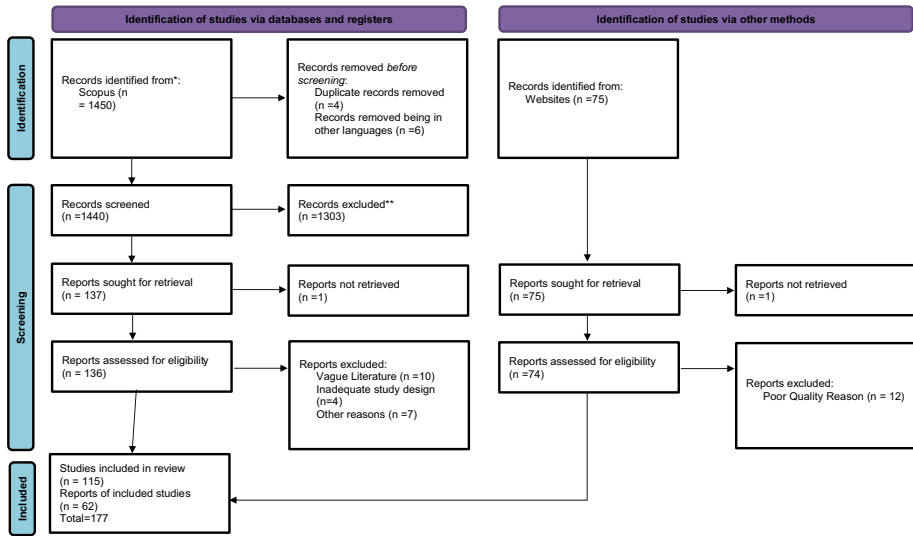 Identification of studies via databases and registers
Identification of studies via other methods
Identification
Records identified from*:
Scopus (n
= 1450)
Records removed before
screening:
Duplicate records removed
(n =4)
Records removed being in
other languages (n =6)
Records identified from:
Websites (n =75)
Screening
Records screened
(n =1440)
Records excluded**
(n =1303)
Reports sought for retrieval
(n = 137)
Reports not retrieved
(n =1)
Reports sought for retrieval
(n =75)
Reports not retrieved
(n =1)
Reports assessed for eligibility
(n = 136)
Reports excluded:
Vague Literature (n =10)
Inadequate study design
(n=4)
Other reasons (n =7)
Reports assessed for eligibility
(n =74)
Reports excluded:
Poor Quality Reason (n = 12)
Included
Studies included in review
(n = 115)
Reports of included studies
(n = 62)
Total=177